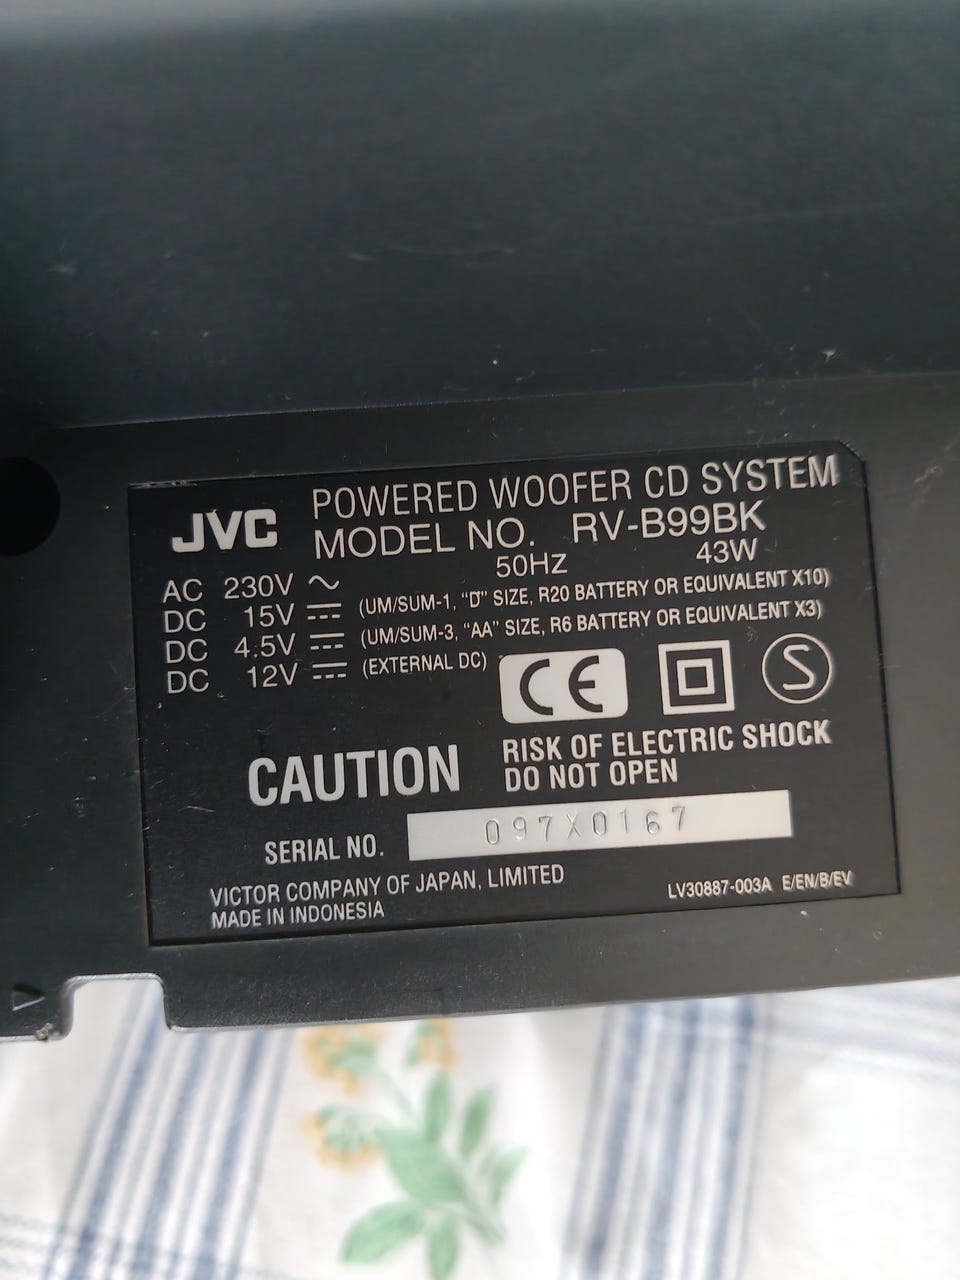 JVC POWERED WOOFER CD SYSTEM
MODEL NO. RV-B99BK
AC 230V ~ 50HZ 43W
DC 15V ⎓ (UM/SUM-1, “D” SIZE, R20 BATTERY OR EQUIVALENT X10)
DC 4.5V ⎓ (UM/SUM-3, “AA” SIZE, R6 BATTERY OR EQUIVALENT X3)
DC 12V ⎓ (EXTERNAL DC)
CE S
CAUTION RISK OF ELECTRIC SHOCK
DO NOT OPEN
SERIAL NO. 097X0167
VICTOR COMPANY OF JAPAN, LIMITED
MADE IN INDONESIA
LV30887-003A E/EN/B/EV